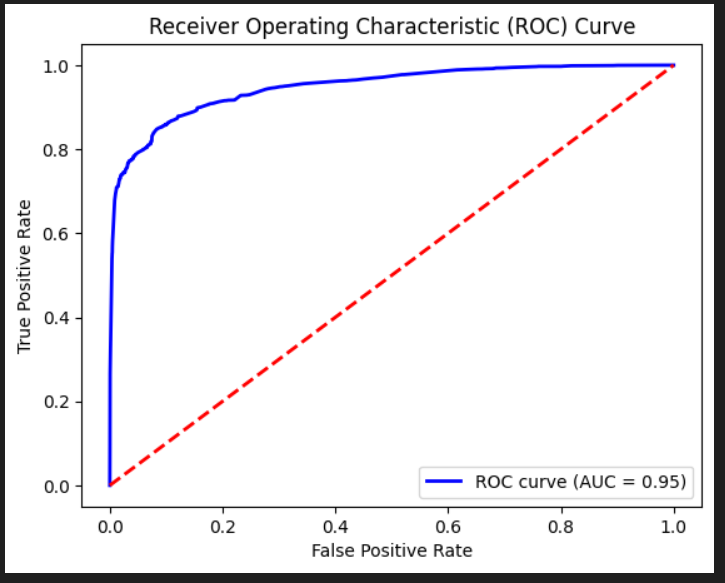 Receiver Operating Characteristic (ROC) Curve
1.0
0.8
0.6
0.4
0.2
0.0
True Positive Rate
ROC curve (AUC = 0.95)
0.0 0.2 0.4 0.6 0.8 1.0
False Positive Rate